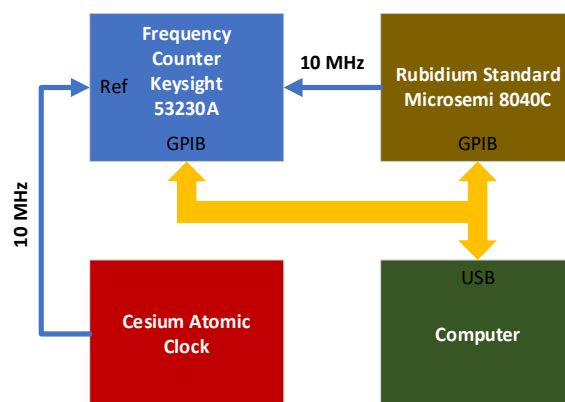 Frequency
Counter
Keysight
53230A
Ref
GPIB
10 MHz
Rubidium Standard
Microsemi 8040C
GPIB
10 MHz
Cesium Atomic
Clock
USB
Computer